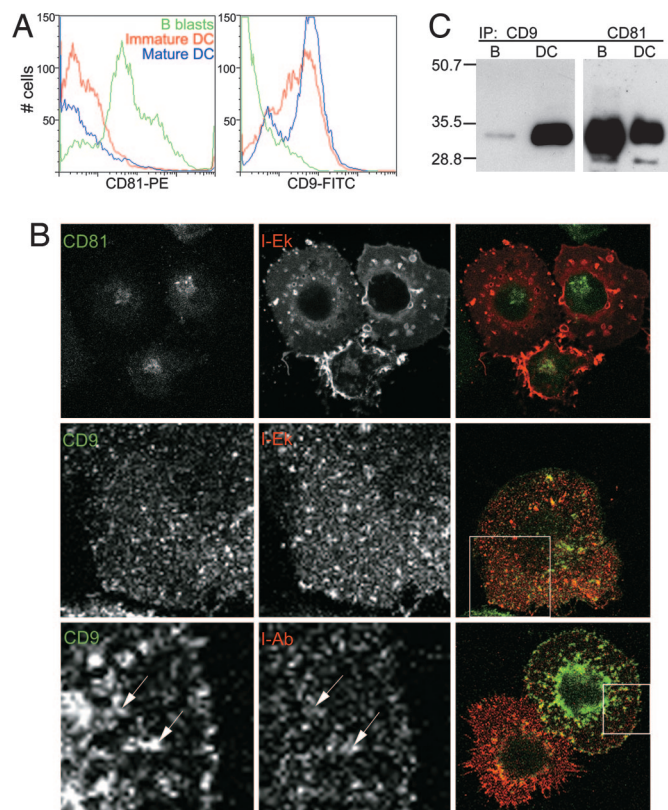 A
B blasts
Immature DC
Mature DC
# cells
150
100
50
CD81-PE
150
100
50
CD9-FITC
C
IP: CD9 CD81
B DC B DC
50.7
35.5
28.8
B
CD81
I-Ek
CD9
I-Ek
CD9
I-Ab